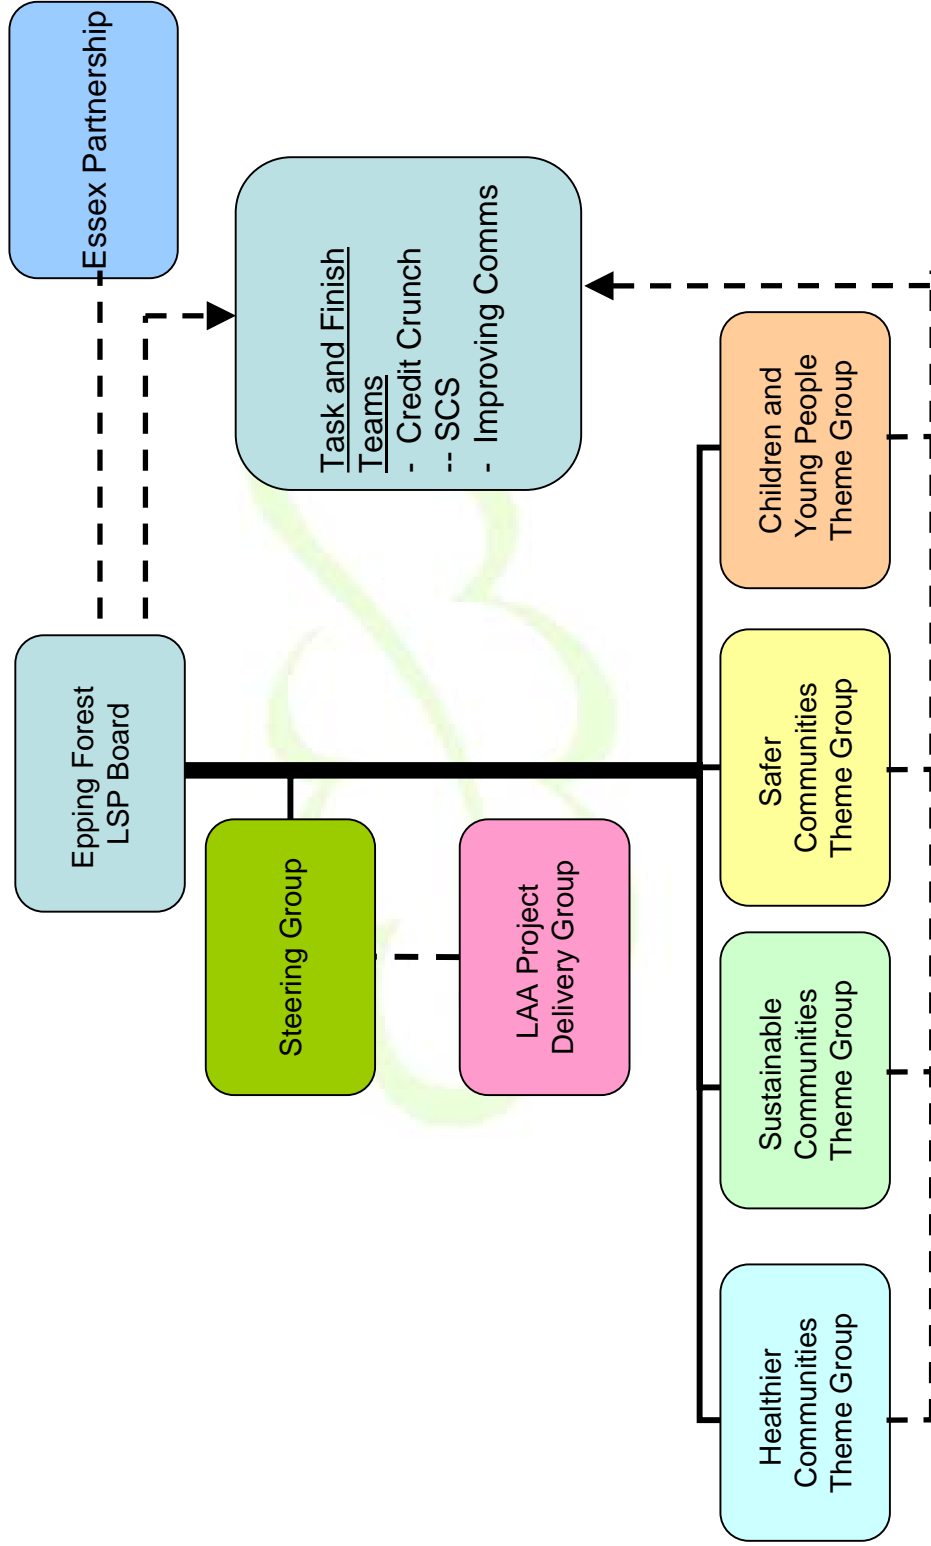 Essex Partnership
Epping Forest
LSP Board
Task and Finish
Teams
- Credit Crunch
-- SCS
- Improving Comms
Steering Group
LAA Project
Delivery Group
Healthier
Communities
Theme Group
Sustainable
Communities
Theme Group
Safer
Communities
Theme Group
Children and
Young People
Theme Group